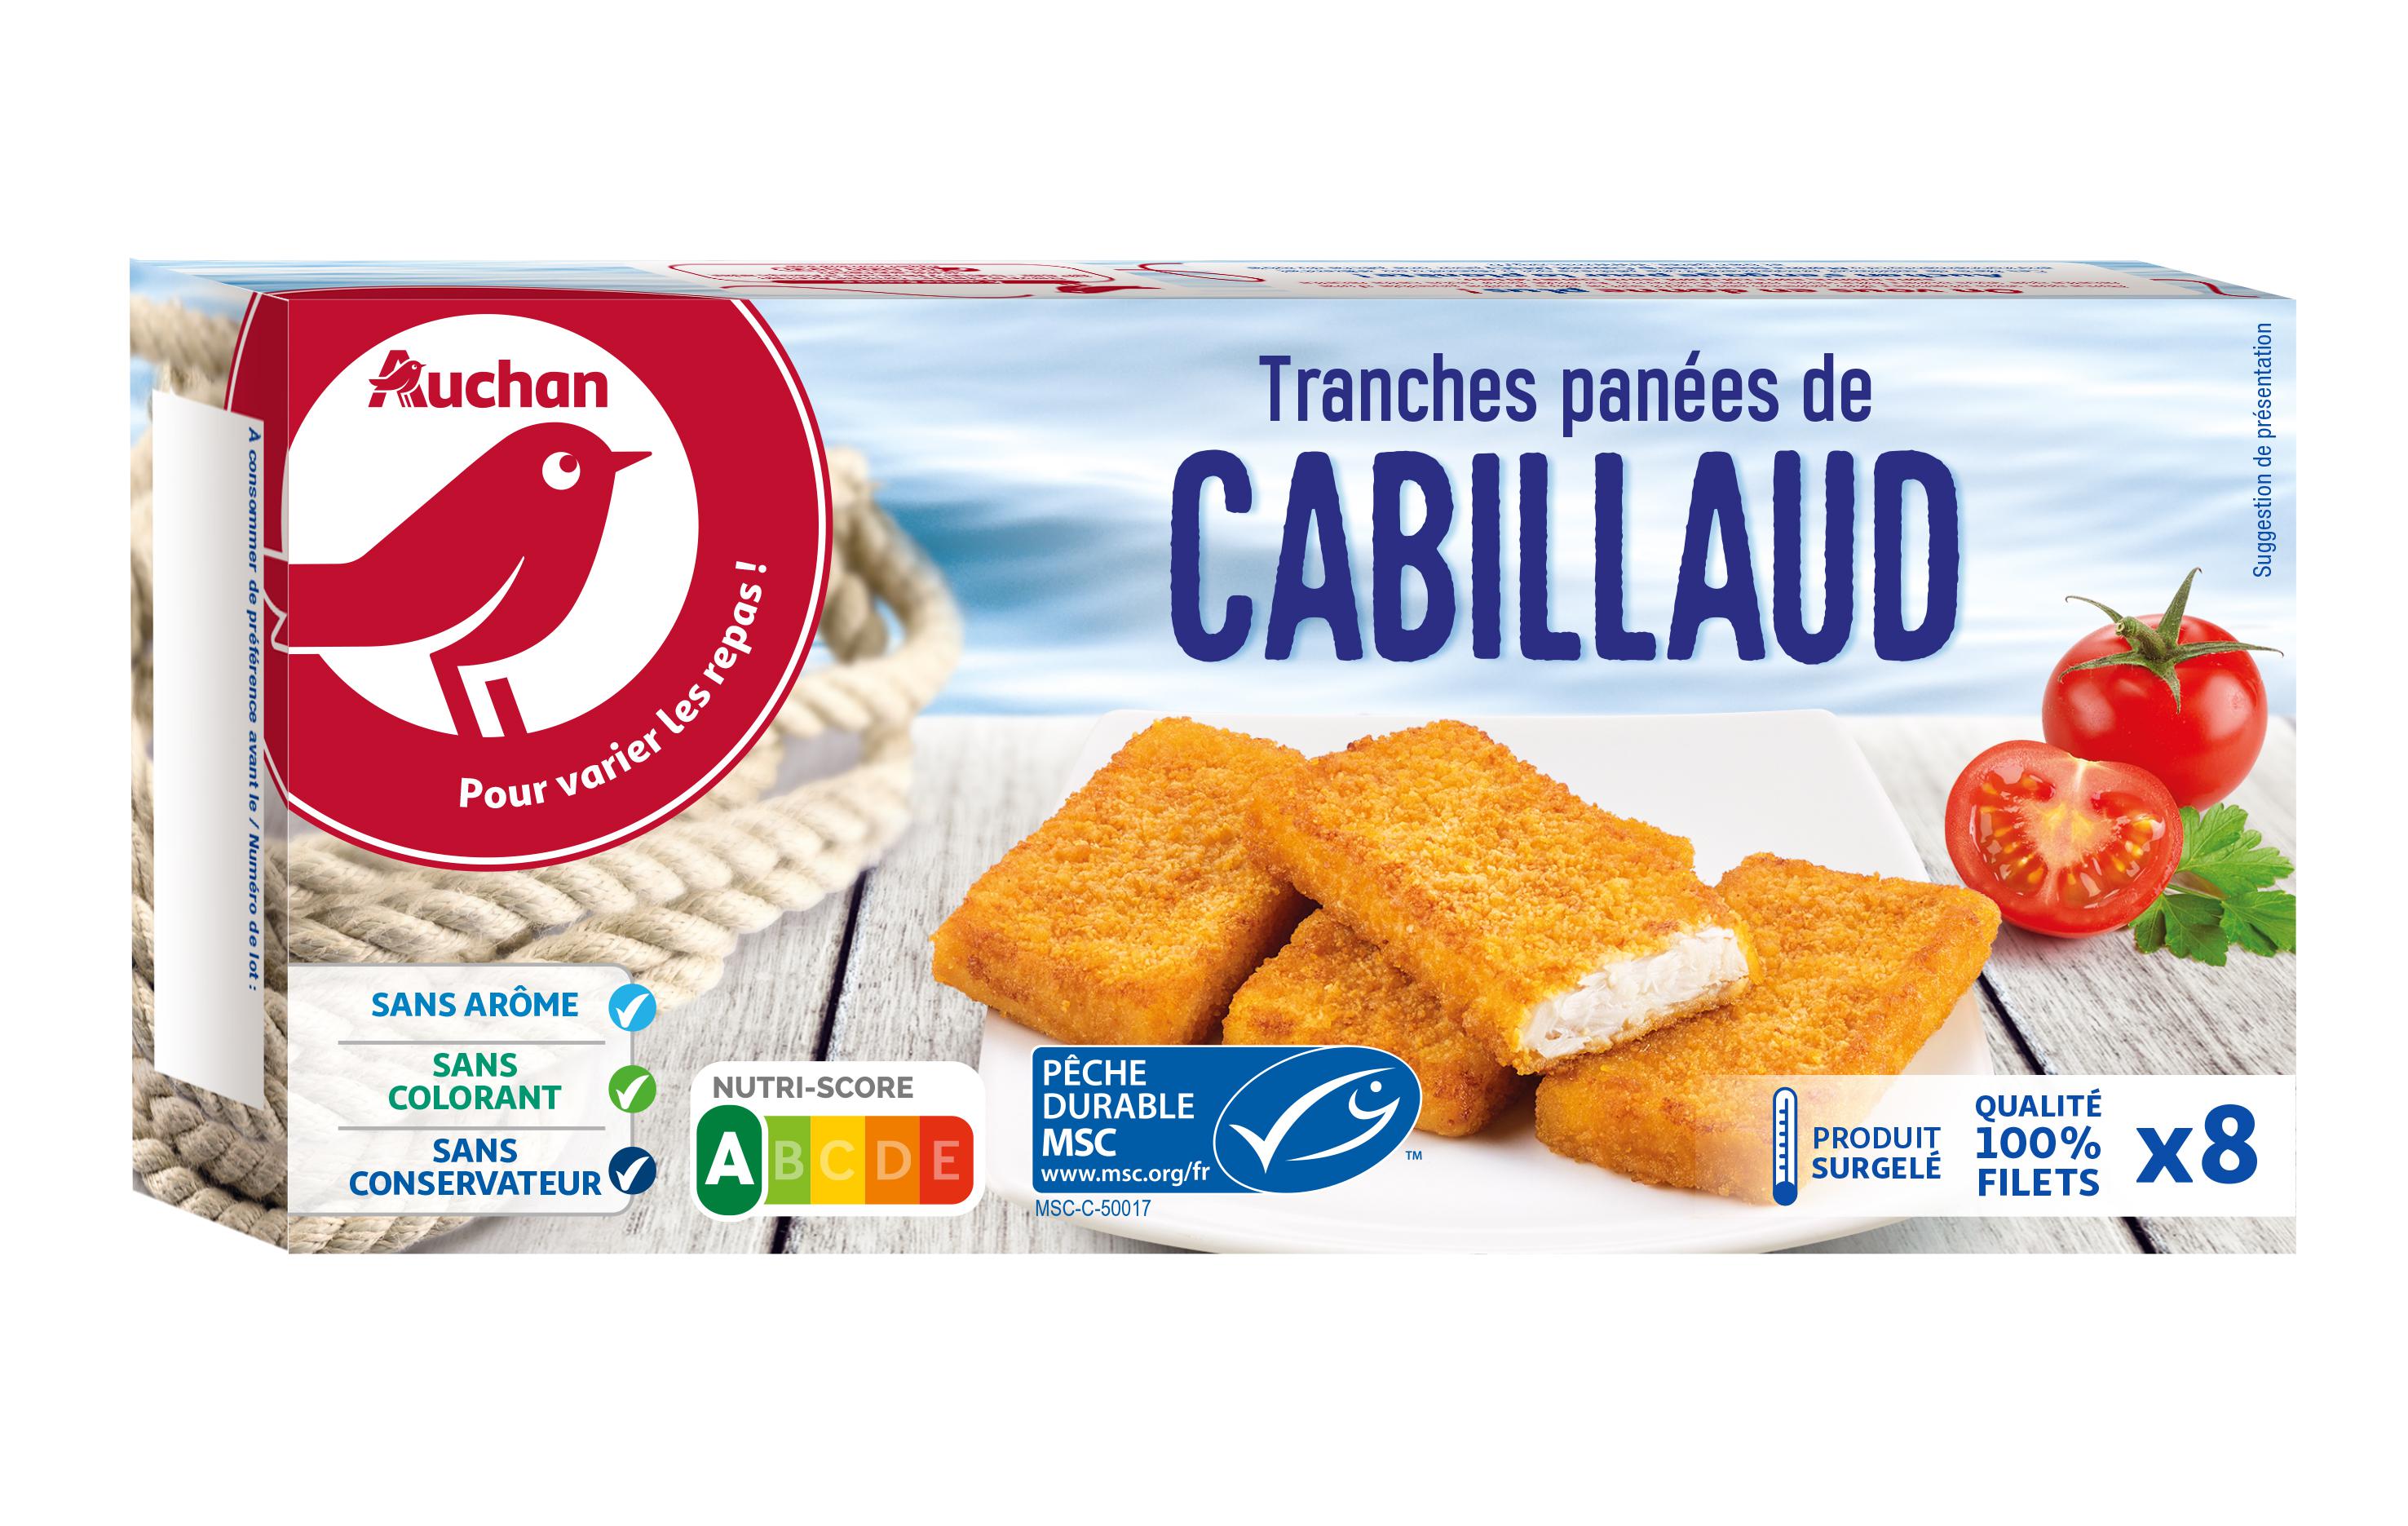 Auchan
Pour varier les repas !
Tranches panées de
CABILLAUD
Suggestion de présentation
À consommer de préférence avant le / Numéro de lot :
SANS ARÔME
SANS
COLORANT
SANS
CONSERVATEUR
NUTRI-SCORE
A B C D E
PÊCHE
DURABLE
MSC
www.msc.org/fr
TM
MSC-C-50017
PRODUIT
SURGELÉ
QUALITÉ
100%
FILETS
x8